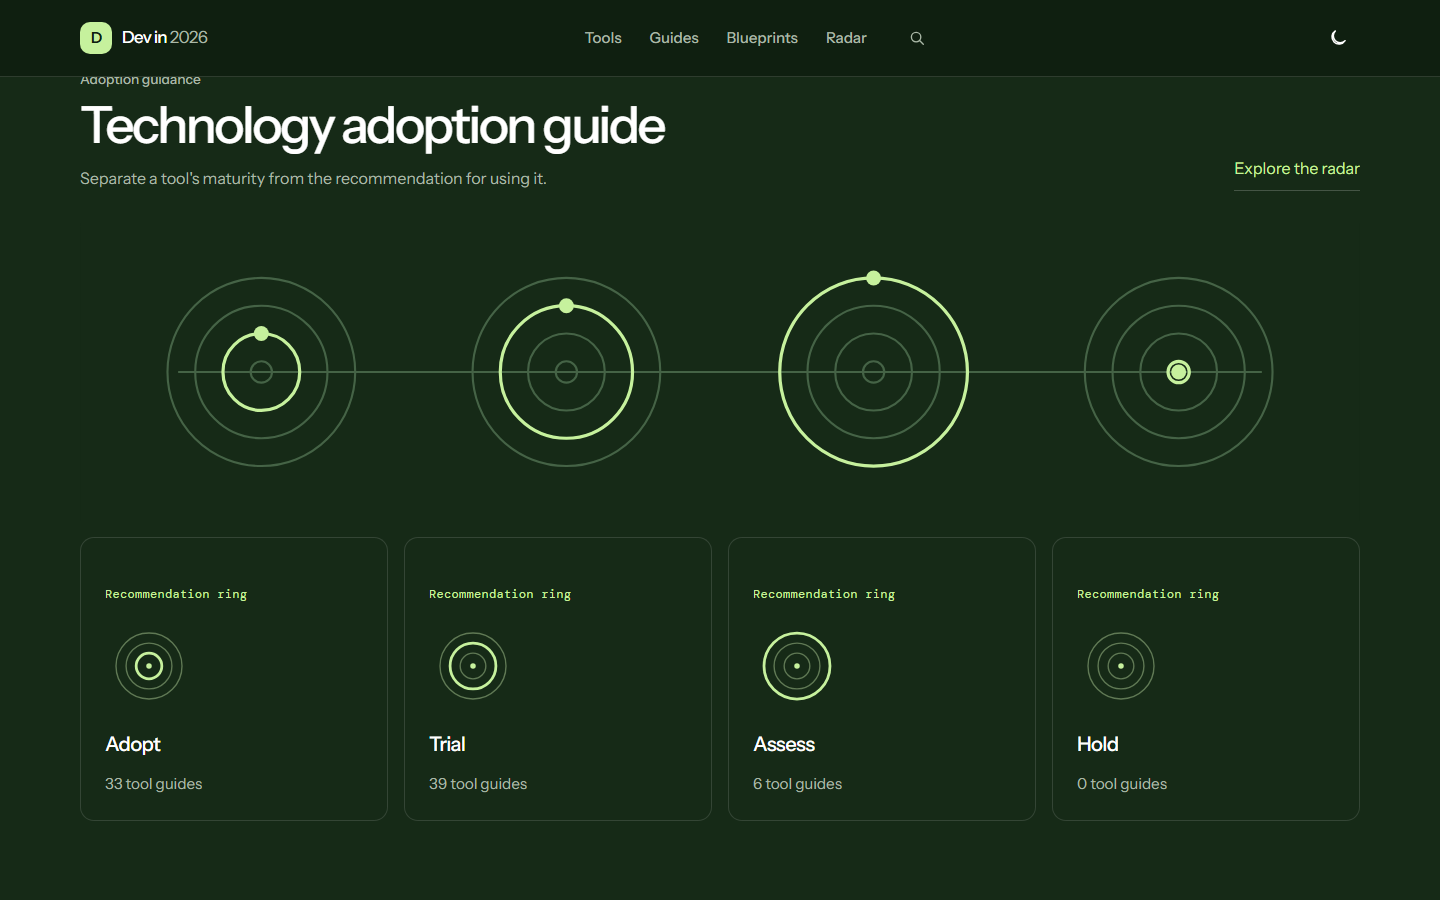 D
Dev in 2026
Tools
Guides
Blueprints
Radar
Adoption guidance
Technology adoption guide
Separate a tool's maturity from the recommendation for using it.
Explore the radar
Recommendation ring
Adopt
33 tool guides
Recommendation ring
Trial
39 tool guides
Recommendation ring
Assess
6 tool guides
Recommendation ring
Hold
0 tool guides